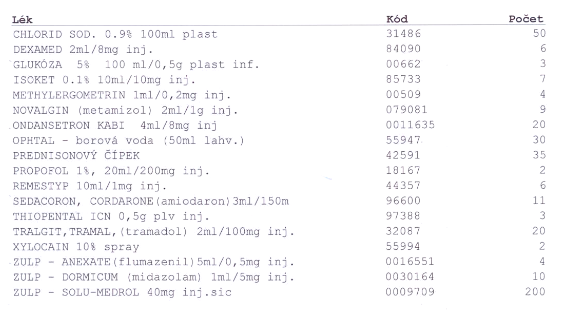 Lék Kód Počet
CHLORID SOD. 0.9% 100ml plast 31486 50
DEXAMED 2ml/8mg inj. 84090 6
GLUKÓZA 5% 100 ml/0,5g plast inf. 00662 3
ISOKET 0.1% 10ml/10mg inj. 85733 7
METHYLERGOMETRIN 1ml/0,2mg inj. 00509 4
NOVALGIN (metamizol) 2ml/1g inj. 079081 9
ONDANSETRON KABI 4ml/8mg inj 0011635 20
OPHTAL - borová voda (50ml lahv.) 55947 30
PREDNISONOVÝ ČÍPEK 42591 35
PROPOFOL 1%, 20ml/200mg inj. 18167 2
REMESTYP 10ml/1mg inj. 44357 6
SEDACORON, CORDARONE(amiodaron)3ml/150m 96600 11
THIOPENTAL ICN 0,5g plv inj. 97388 3
TRALGIT,TRAMAL,(tramadol) 2ml/100mg inj. 32087 20
XYLOCAIN 10% spray 55994 2
ZULP - ANEXATE(flumazenil)5ml/0,5mg inj. 0016551 4
ZULP - DORMICUM (midazolam) 1ml/5mg inj. 0030164 10
ZULP - SOLU-MEDROL 40mg inj.sic 0009709 200